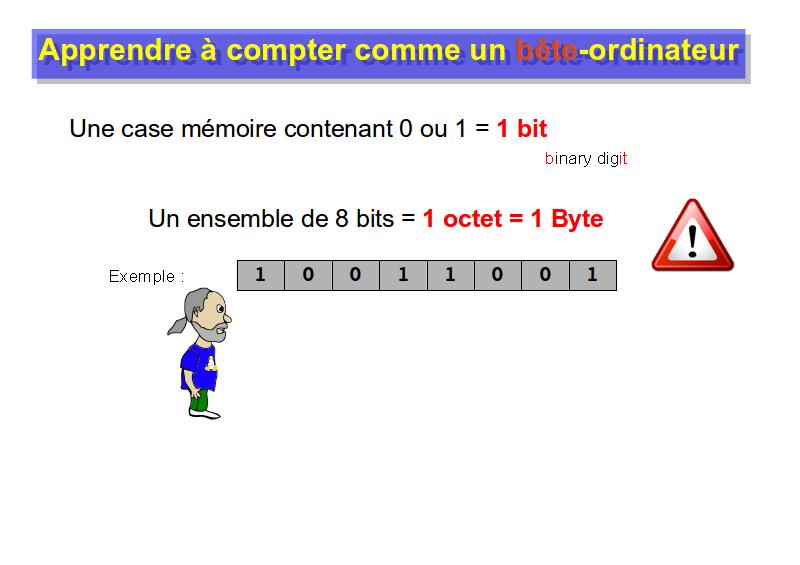 Apprendre à compter comme un bête-ordinateur
Une case mémoire contenant 0 ou 1 = 1 bit
binary digit
Un ensemble de 8 bits = 1 octet = 1 Byte
!
Exemple : 1 0 0 1 1 0 0 1